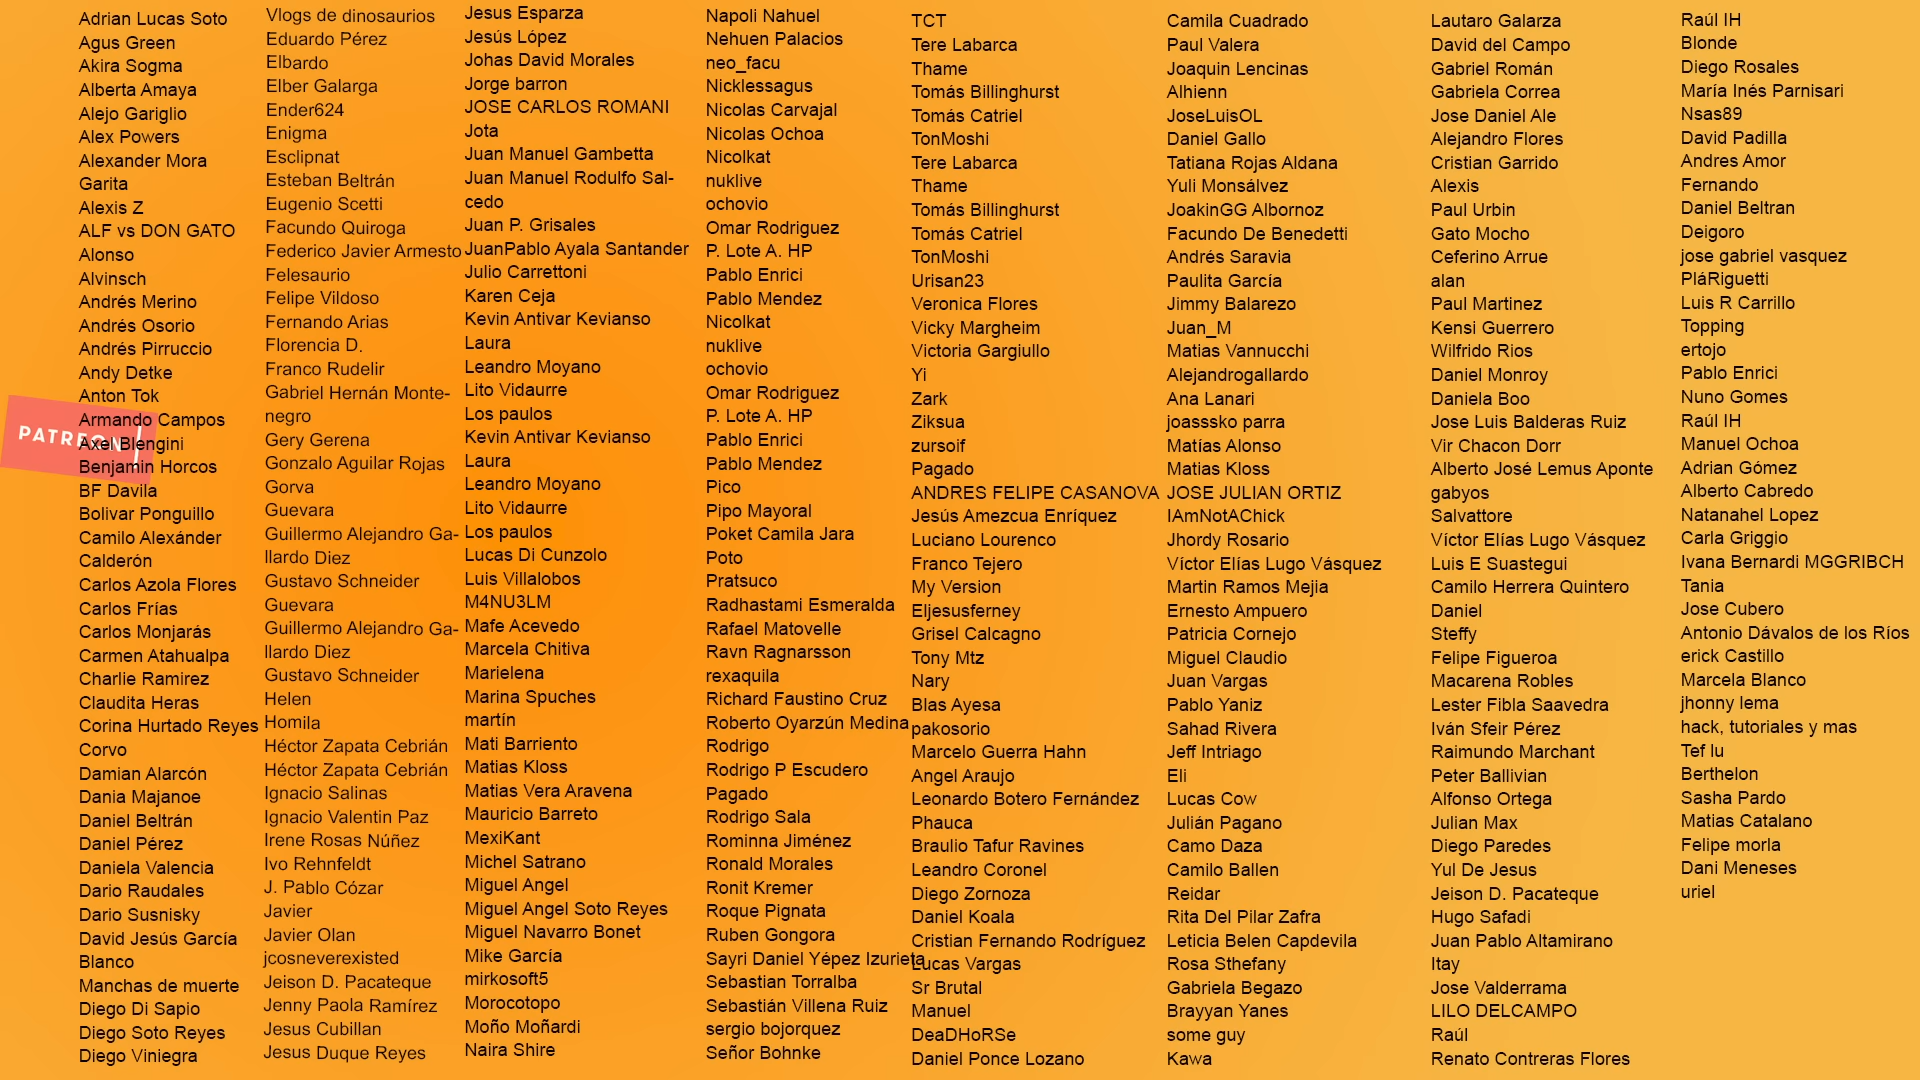 Adrian Lucas Soto
Agus Green
Akira Sogma
Alberta Amaya
Alejo Gariglio
Alex Powers
Alexander Mora
Garita
Alexis Z
ALF vs DON GATO
Alonso
Alvinsch
Andrés Merino
Andrés Osorio
Andrés Pirruccio
Andy Detke
Anton Tok
Armando Campos
PATREON
Axel Blengini
Benjamin Horcos
BF Davila
Bolivar Ponguillo
Camilo Alexánder
Calderón
Carlos Azola Flores
Carlos Frías
Carlos Monjarás
Carmen Atahualpa
Charlie Ramirez
Claudita Heras
Corina Hurtado Reyes
Corvo
Damian Alarcón
Dania Majanoe
Daniel Beltrán
Daniel Pérez
Daniela Valencia
Dario Raudales
Dario Susnisky
David Jesús García
Blanco
Manchas de muerte
Diego Di Sapio
Diego Soto Reyes
Diego Viniegra
Vlogs de dinosaurios
Eduardo Pérez
Elbardo
Elber Galarga
Ender624
Enigma
Esclipnat
Esteban Beltrán
Eugenio Scetti
Facundo Quiroga
Federico Javier Armesto
Felesaurio
Felipe Vildoso
Fernando Arias
Florencia D.
Franco Rudelir
Gabriel Hernán Monte-
negro
Gery Gerena
Gonzalo Aguilar Rojas
Gorva
Guevara
Guillermo Alejandro Ga-
llardo Diez
Gustavo Schneider
Guevara
Guillermo Alejandro Ga-
llardo Diez
Gustavo Schneider
Helen
Homila
Héctor Zapata Cebrián
Héctor Zapata Cebrián
Ignacio Salinas
Ignacio Valentin Paz
Irene Rosas Núñez
Ivo Rehnfeldt
J. Pablo Cózar
Javier
Javier Olan
jcosneverexisted
Jeison D. Pacateque
Jenny Paola Ramírez
Jesus Cubillan
Jesus Duque Reyes
Jesus Esparza
Jesús López
Johas David Morales
Jorge barron
JOSE CARLOS ROMANI
Jota
Juan Manuel Gambetta
Juan Manuel Rodulfo Sal-
cedo
Juan P. Grisales
JuanPablo Ayala Santander
Julio Carrettoni
Karen Ceja
Kevin Antivar Kevianso
Laura
Leandro Moyano
Lito Vidaurre
Los paulos
Kevin Antivar Kevianso
Laura
Leandro Moyano
Lito Vidaurre
Los paulos
Lucas Di Cunzolo
Luis Villalobos
M4NU3LM
Mafe Acevedo
Marcela Chitiva
Marielena
Marina Spuches
martín
Mati Barriento
Matias Kloss
Matias Vera Aravena
Mauricio Barreto
MexiKant
Michel Satrano
Miguel Angel
Miguel Angel Soto Reyes
Miguel Navarro Bonet
Mike García
mirkosoft5
Morocotopo
Moño Moñardi
Naira Shire
Napoli Nahuel
Nehuen Palacios
neo_facu
Nicklessagus
Nicolas Carvajal
Nicolas Ochoa
Nicolkat
nuklive
ochovio
Omar Rodriguez
P. Lote A. HP
Pablo Enrici
Pablo Mendez
Nicolkat
nuklive
ochovio
Omar Rodriguez
P. Lote A. HP
Pablo Enrici
Pablo Mendez
Pico
Pipo Mayoral
Poket Camila Jara
Poto
Pratsuco
Radhastami Esmeralda
Rafael Matovelle
Ravn Ragnarsson
rexaquila
Richard Faustino Cruz
Roberto Oyarzún Medina
Rodrigo
Rodrigo P Escudero
Pagado
Rodrigo Sala
Rominna Jiménez
Ronald Morales
Ronit Kremer
Roque Pignata
Ruben Gongora
Sayri Daniel Yépez Izurieta
Sebastian Torralba
Sebastián Villena Ruiz
sergio bojorquez
Señor Bohnke
TCT
Tere Labarca
Thame
Tomás Billinghurst
Tomás Catriel
TonMoshi
Tere Labarca
Thame
Tomás Billinghurst
Tomás Catriel
TonMoshi
Urisan23
Veronica Flores
Vicky Margheim
Victoria Gargiullo
Yi
Zark
Ziksua
zursoif
Pagado
ANDRES FELIPE CASANOVA
Jesús Amezcua Enríquez
Luciano Lourenco
Franco Tejero
My Version
Eljesusferney
Grisel Calcagno
Tony Mtz
Nary
Blas Ayesa
pakosorio
Marcelo Guerra Hahn
Angel Araujo
Leonardo Botero Fernández
Phauca
Braulio Tafur Ravines
Leandro Coronel
Diego Zornoza
Daniel Koala
Cristian Fernando Rodríguez
Lucas Vargas
Sr Brutal
Manuel
DeaDHoRSe
Daniel Ponce Lozano
Camila Cuadrado
Paul Valera
Joaquin Lencinas
Alhienn
JoseLuisOL
Daniel Gallo
Tatiana Rojas Aldana
Yuli Monsálvez
JoakinGG Albornoz
Facundo De Benedetti
Andrés Saravia
Paulita García
Jimmy Balarezo
Juan_M
Matias Vannucchi
Alejandrogallardo
Ana Lanari
joasssko parra
Matías Alonso
Matias Kloss
JOSE JULIAN ORTIZ
IAmNotAChick
Jhordy Rosario
Víctor Elías Lugo Vásquez
Martin Ramos Mejia
Ernesto Ampuero
Patricia Cornejo
Miguel Claudio
Juan Vargas
Pablo Yaniz
Sahad Rivera
Jeff Intriago
Eli
Lucas Cow
Julián Pagano
Camo Daza
Camilo Ballen
Reidar
Rita Del Pilar Zafra
Leticia Belen Capdevila
Rosa Sthefany
Gabriela Begazo
Brayyan Yanes
some guy
Kawa
Lautaro Galarza
David del Campo
Gabriel Román
Gabriela Correa
Jose Daniel Ale
Alejandro Flores
Cristian Garrido
Alexis
Paul Urbin
Gato Mocho
Ceferino Arrue
alan
Paul Martinez
Kensi Guerrero
Wilfrido Rios
Daniel Monroy
Daniela Boo
Jose Luis Balderas Ruiz
Vir Chacon Dorr
Alberto José Lemus Aponte
gabyos
Salvattore
Víctor Elías Lugo Vásquez
Luis E Suastegui
Camilo Herrera Quintero
Daniel
Steffy
Felipe Figueroa
Macarena Robles
Lester Fibla Saavedra
Iván Sfeir Pérez
Raimundo Marchant
Peter Ballivian
Alfonso Ortega
Julian Max
Diego Paredes
Yul De Jesus
Jeison D. Pacateque
Hugo Safadi
Juan Pablo Altamirano
Itay
Jose Valderrama
LILO DELCAMPO
Raúl
Renato Contreras Flores
Raúl IH
Blonde
Diego Rosales
María Inés Parnisari
Nsas89
David Padilla
Andres Amor
Fernando
Daniel Beltran
Deigoro
jose gabriel vasquez
PláRiguetti
Luis R Carrillo
Topping
ertojo
Pablo Enrici
Nuno Gomes
Raúl IH
Manuel Ochoa
Adrian Gómez
Alberto Cabredo
Natanahel Lopez
Carla Griggio
Ivana Bernardi MGGRIBCH
Tania
Jose Cubero
Antonio Dávalos de los Ríos
erick Castillo
Marcela Blanco
jhonny lema
hack, tutoriales y mas
Tef lu
Berthelon
Sasha Pardo
Matias Catalano
Felipe morla
Dani Meneses
uriel